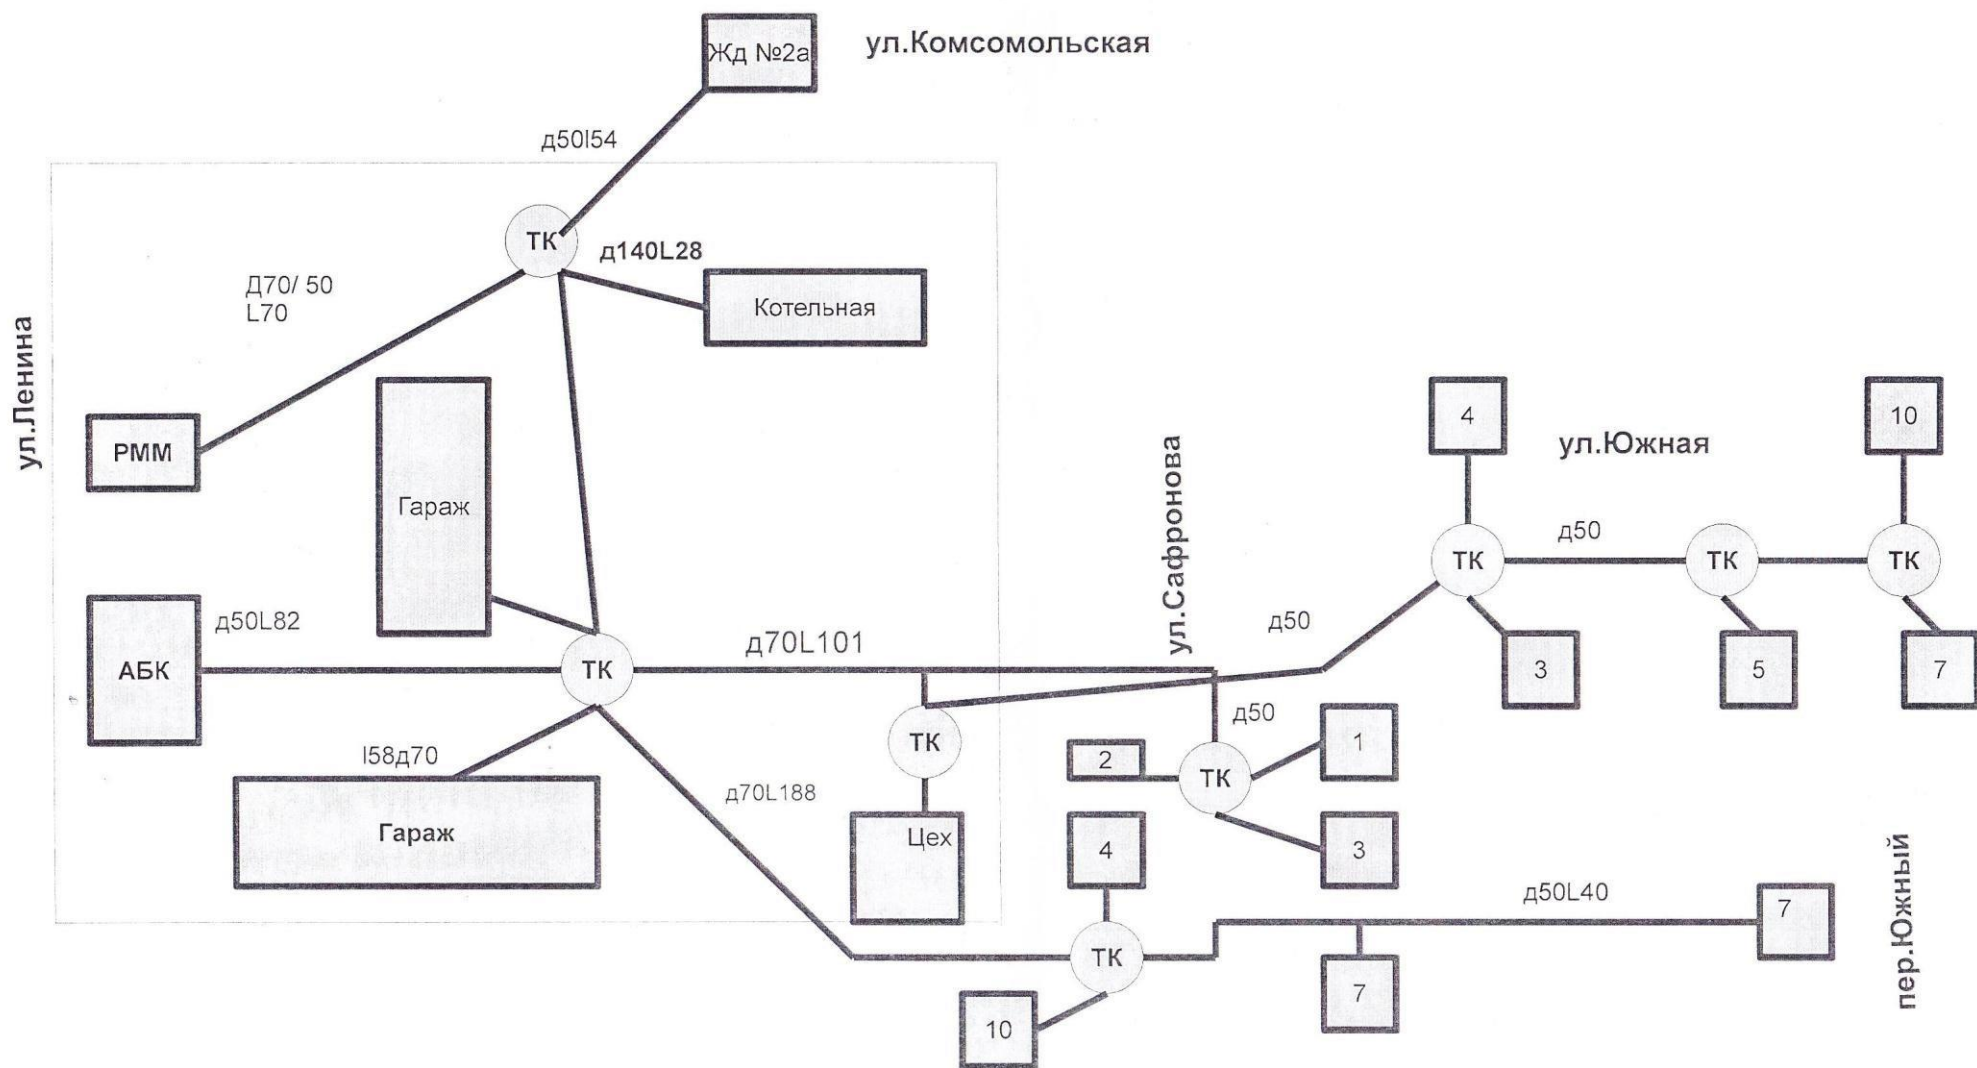 Жд №2а
ул.Комсомольская
д50l54
ТК
д140L28
Д70/ 50
L70
Котельная
ул.Ленина
РММ
Гараж
4
10
ул.Южная
ул.Сафронова
д50
ТК
ТК
ТК
д50L82
д50
АБК
ТК
д70L101
3
5
7
д50
1
ТК
2
ТК
l58д70
д70L188
Гараж
Цех
4
3
пер.Южный
д50L40
7
ТК
7
10